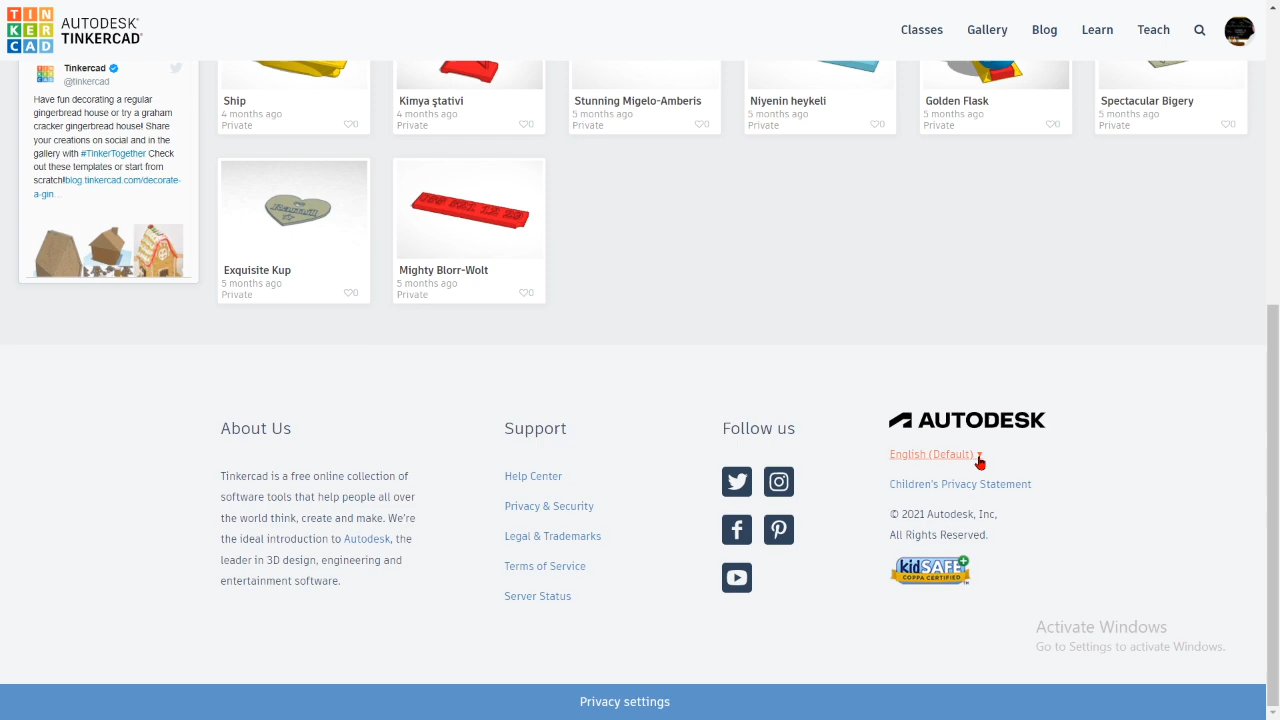 TIN
KER
CAD
AUTODESK®
TINKERCAD®
Classes
Gallery
Blog
Learn
Teach
Tinkercad
@tinkercad
Have fun decorating a regular
gingerbread house or try a graham
cracker gingerbread house! Share
your creations on social and in the
gallery with #TinkerTogether Check
out these templates or start from
scratch!blog.tinkercad.com/decorate-
a-gin…
Ship
4 months ago
Private
0
Kimya ştativi
4 months ago
Private
0
Stunning Migelo-Amberis
5 months ago
Private
0
Niyenin heykeli
5 months ago
Private
0
Golden Flask
5 months ago
Private
0
Spectacular Bigery
5 months ago
Private
0
Exquisite Kup
5 months ago
Private
0
Mighty Blorr-Wolt
5 months ago
Private
0
About Us
Tinkercad is a free online collection of
software tools that help people all over
the world think, create and make. We're
the ideal introduction to Autodesk, the
leader in 3D design, engineering and
entertainment software.
Support
Help Center
Privacy & Security
Legal & Trademarks
Terms of Service
Server Status
Follow us
AUTODESK
English (Default)
Children's Privacy Statement
© 2021 Autodesk, Inc,
All Rights Reserved.
kidSAFE
COPPA CERTIFIED
Activate Windows
Go to Settings to activate Windows.
Privacy settings